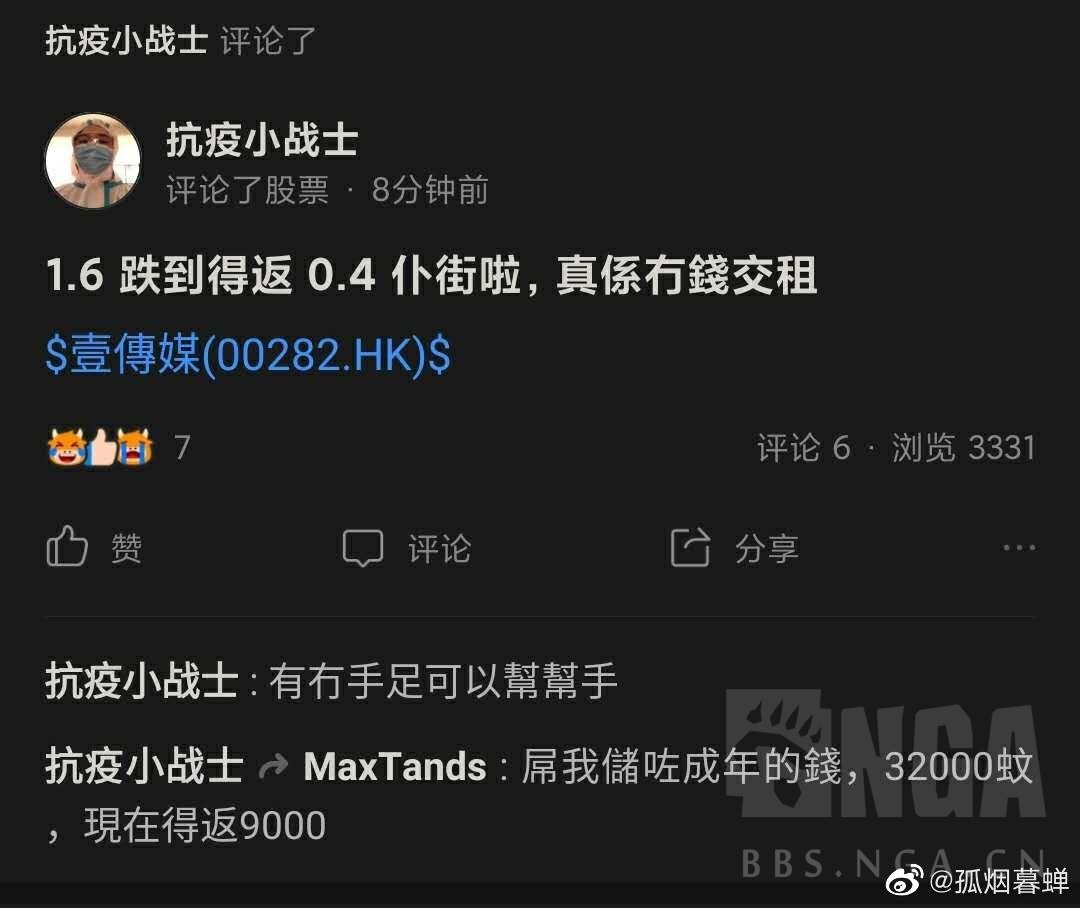 抗疫小战士 评论了
抗疫小战士
评论了股票 · 8分钟前
1.6 跌到得返 0.4 仆街啦，真係冇錢交租
$壹傳媒(00282.HK)$
7
评论 6 · 浏览 3331
赞
评论
分享
抗疫小战士 : 有冇手足可以幫幫手
抗疫小战士 MaxTands : 屌我儲咗成年的錢，32000蚊
，現在得返9000
NGA
BBS.NGA.CN
@孤烟暮蝉